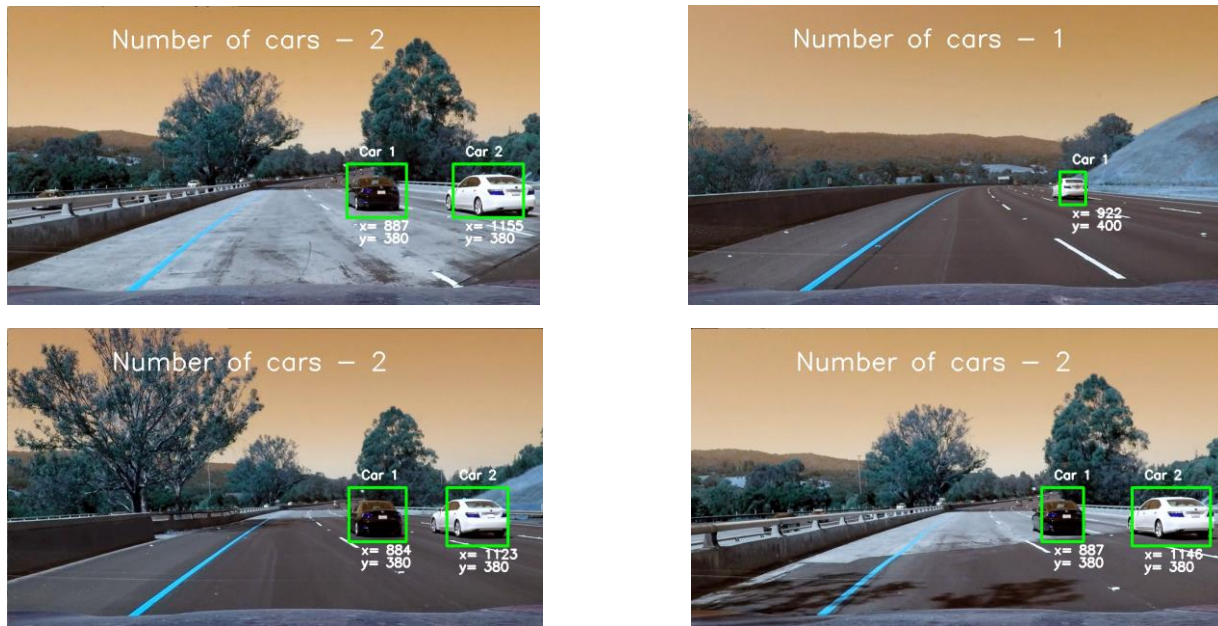 Number of cars - 2
Car 1
Car 2
x= 887
y= 380
x= 1155
y= 380
Number of cars - 1
Car 1
x= 922
y= 400
Number of cars - 2
Car 1
Car 2
x= 884
y= 380
x= 1123
y= 380
Number of cars - 2
Car 1
Car 2
x= 887
y= 380
x= 1146
y= 380